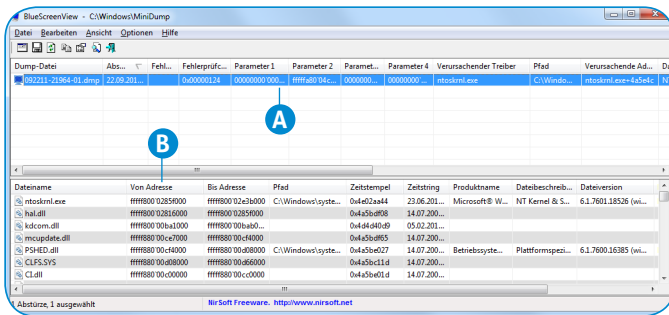 BlueScreenView - C:\Windows\MiniDump
Datei Bearbeiten Ansicht Optionen Hilfe
Dump-Datei Abs... Fehl... Fehlerprüfc... Parameter 1 Parameter 2 Paramet... Parameter 4 Verursachender Treiber Pfad Verursachende Ad...
092211-21964-01.dmp 22.09.201... 0x00000124 00000000'000... fffffa80'04c... 0000000... 00000000'... ntoskrnl.exe C:\Windo... ntoskrnl.exe+4a5e4c
A
B
Dateiname Von Adresse Bis Adresse Pfad Zeitstempel Zeitstring Produktname Dateibeschreib... Dateiversion
ntoskrnl.exe fffff800'0285f000 fffff800'02e3b000 C:\Windows\syste... 0x4e02aa44 23.06.201... Microsoft® W... NT Kernel & S... 6.1.7601.18526 (wi...
hal.dll fffff800'02816000 fffff800'0285f000 0x4a5bdf08 14.07.200...
kdcom.dll fffff800'00ba1000 fffff800'00bab0... 0x4d4d40d9 05.02.201...
mcupdate.dll fffff880'00ce7000 fffff880'00cf4000 0x4a5bdf65 14.07.200...
PSHED.dll fffff880'00cf4000 fffff880'00d08000 C:\Windows\syste... 0x4a5be027 14.07.200... Betriebssyste... Plattformspezi... 6.1.7600.16385 (wi...
CLFS.SYS fffff880'00d08000 fffff880'00d66000 0x4a5bc11d 14.07.200...
CI.dll fffff880'00c00000 fffff880'00cc0000 0x4a5be01d 14.07.200...
1 Abstürze, 1 ausgewählt NirSoft Freeware. http://www.nirsoft.net